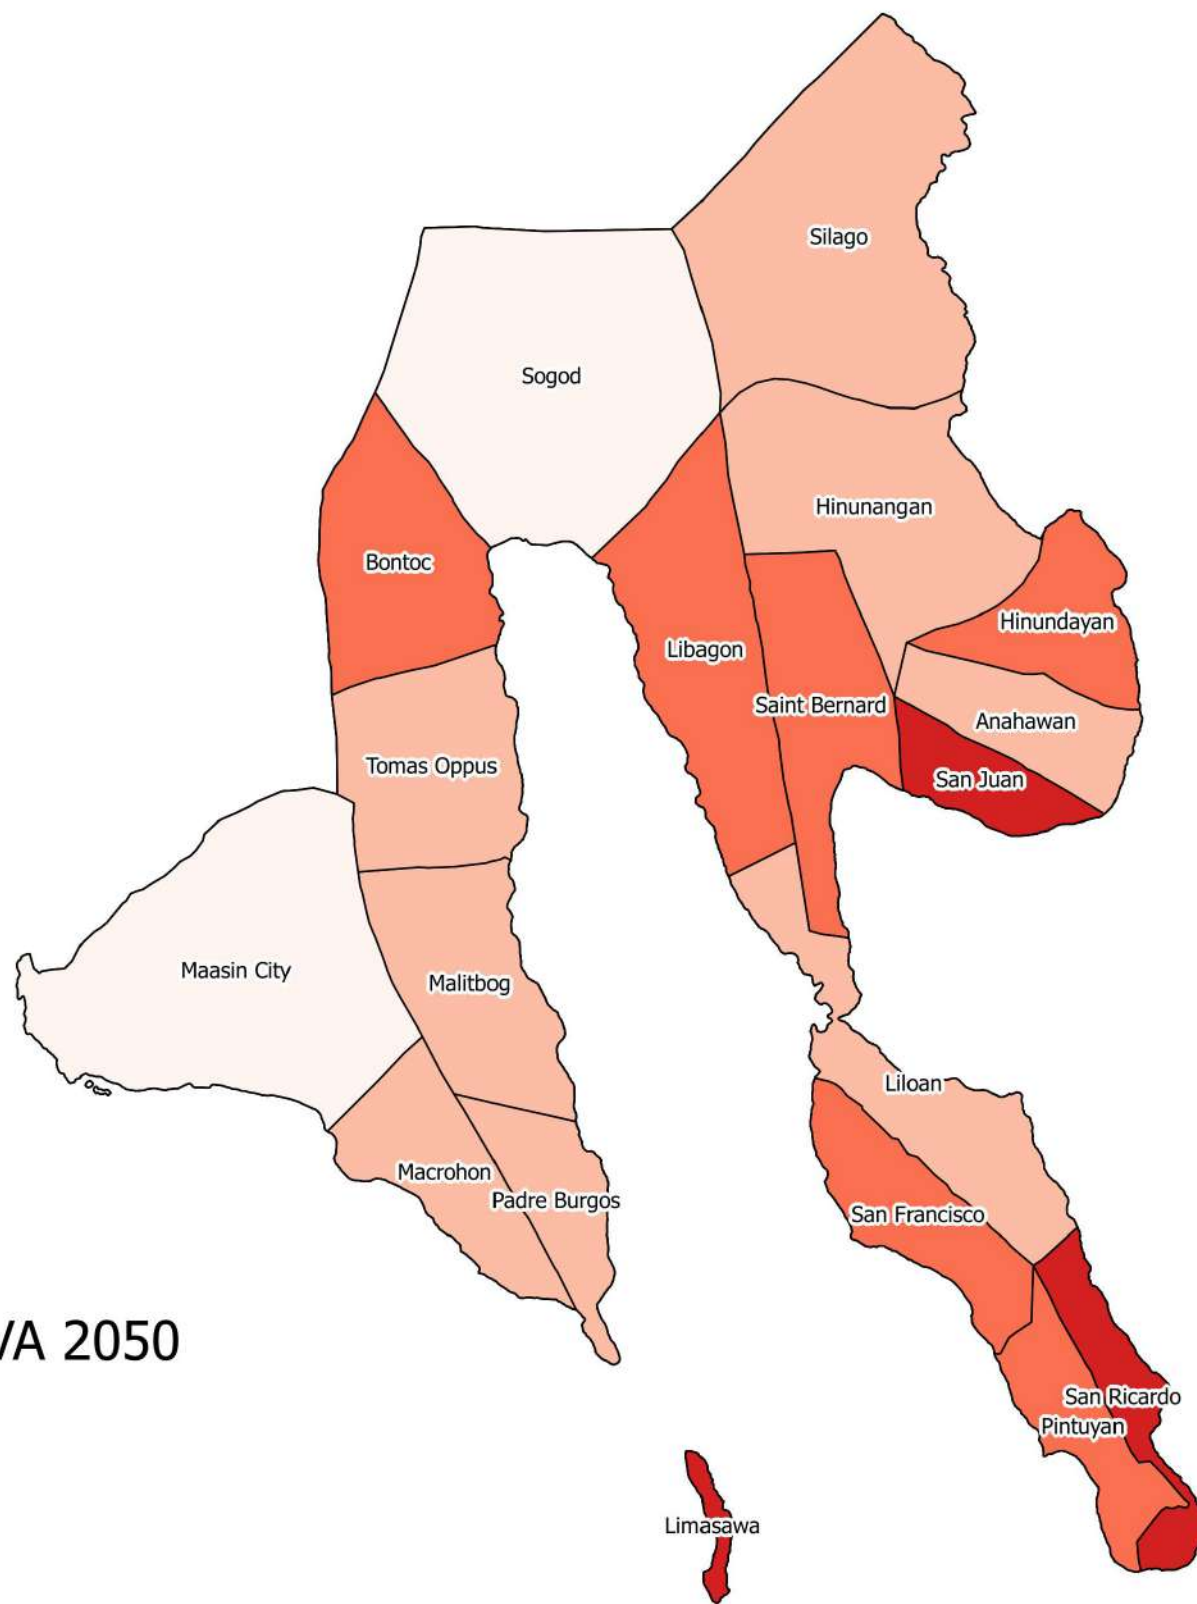 Silago
Sogod
Hinunangan
Bontoc
Hinundayan
Libagon
Saint Bernard
Anahawan
Tomas Oppus
San Juan
Maasin City
Malitbog
Liloan
Macrohon
Padre Burgos
San Francisco
VA 2050
San Ricardo
Pintuyan
Limasawa